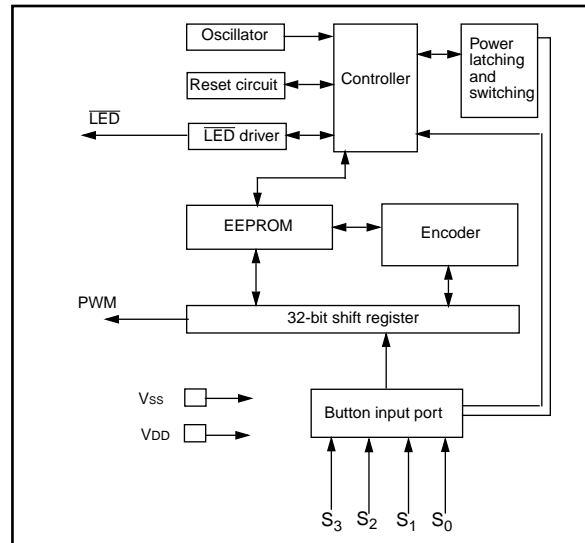 Oscillator
Controller
Power
latching
and
switching
Reset circuit
LED
LED driver
EEPROM
Encoder
PWM
32-bit shift register
VSS
Button input port
VDD
S3 S2 S1 S0